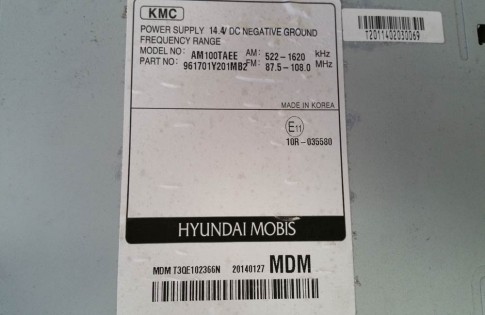 KMC
POWER SUPPLY 14.4V DC NEGATIVE GROUND
FREQUENCY RANGE
MODEL NO: AM100TAEE AM: 522-1620 kHz
PART NO: 961701Y201MB2 FM: 87.5-108.0 MHz
MADE IN KOREA
E11
10R-035580
HYUNDAI MOBIS
MDM T3QE102366N 20140127 MDM
T2011402030069